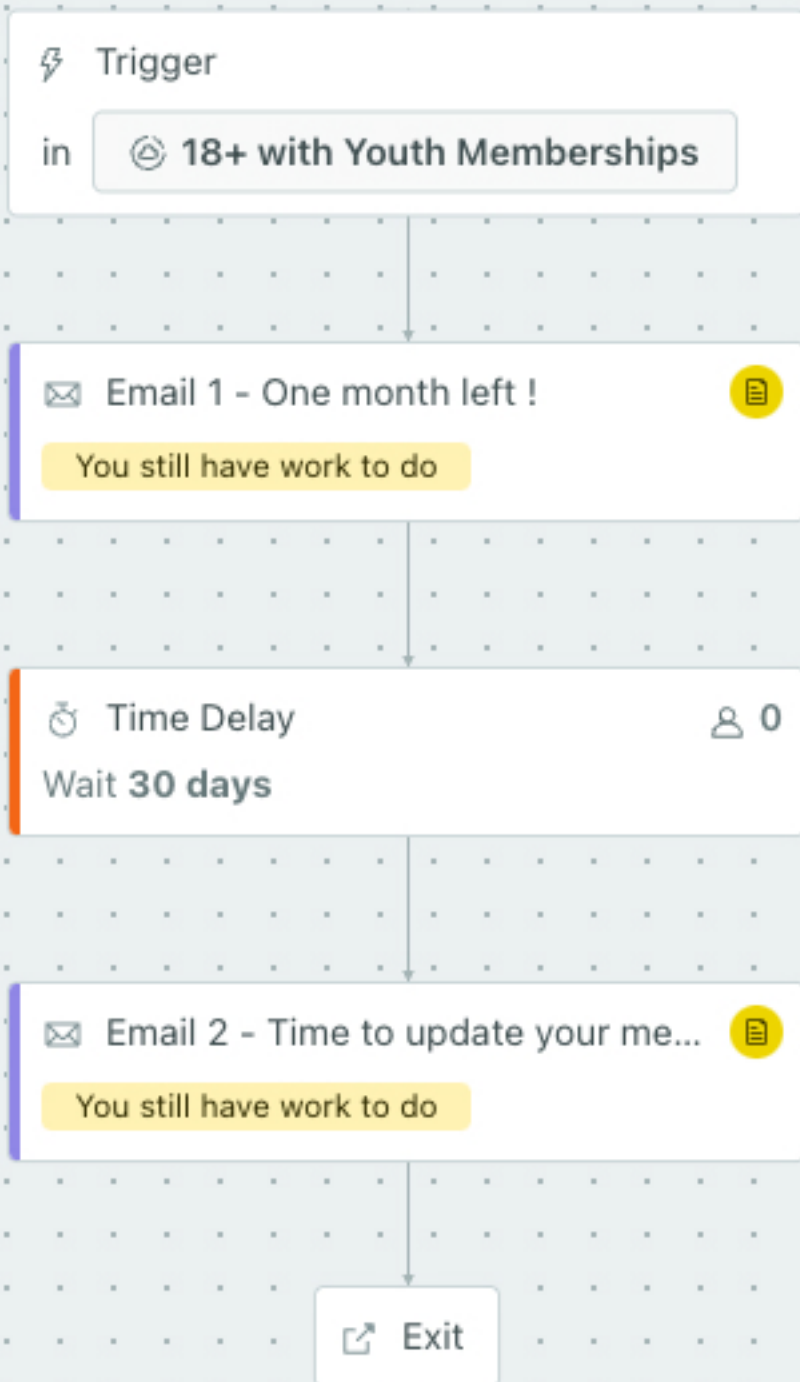 Trigger
in 18+ with Youth Memberships
Email 1 - One month left !
You still have work to do
Time Delay 0
Wait 30 days
Email 2 - Time to update your me...
You still have work to do
Exit